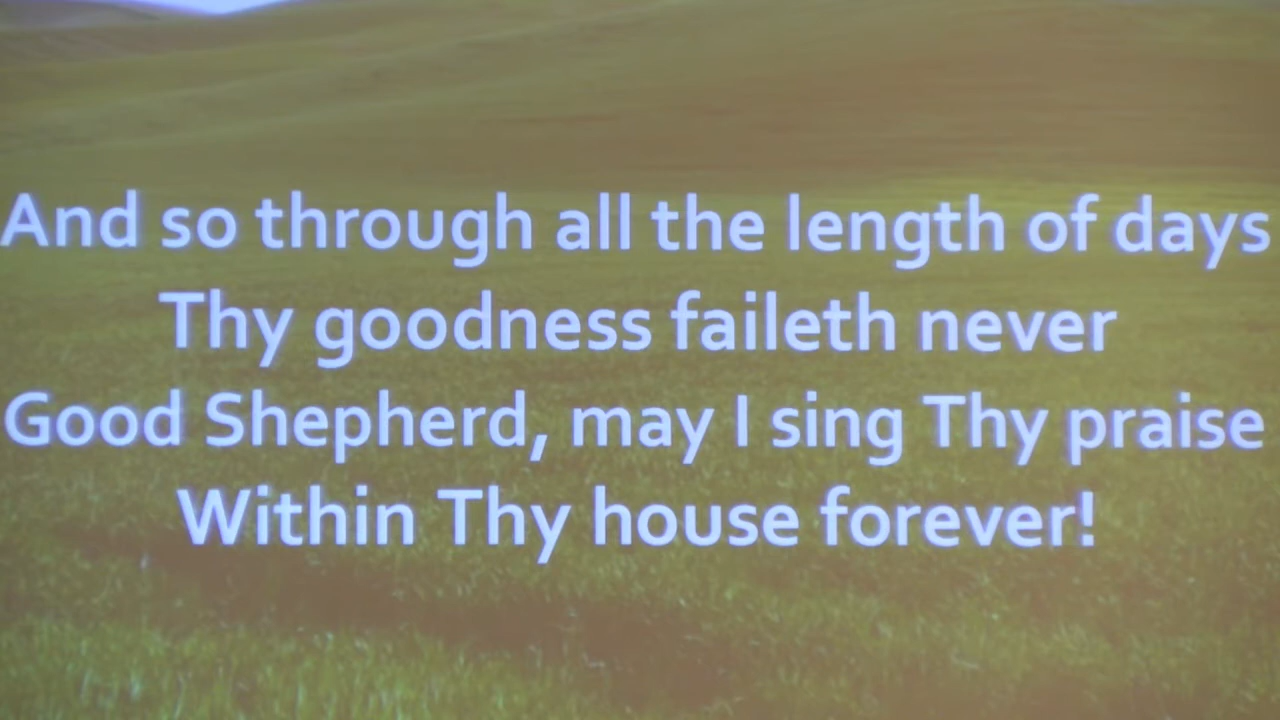 And so through all the length of days
Thy goodness faileth never
Good Shepherd, may I sing Thy praise
Within Thy house forever!